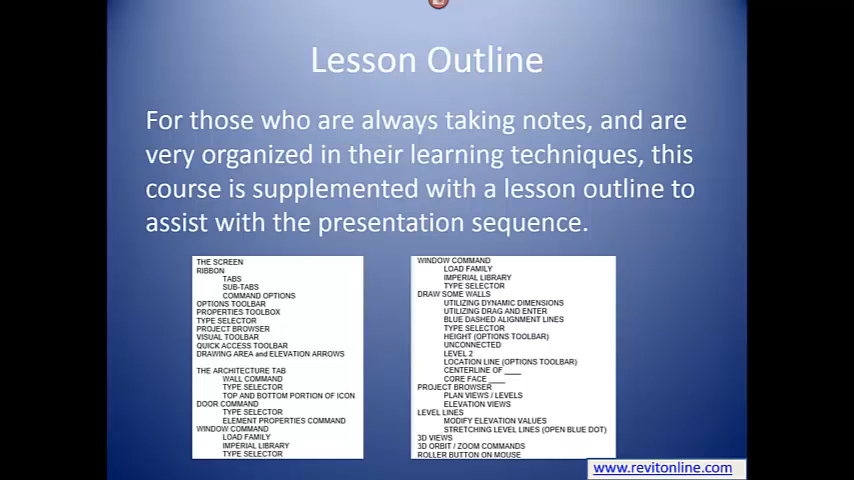 Lesson Outline
For those who are always taking notes, and are
very organized in their learning techniques, this
course is supplemented with a lesson outline to
assist with the presentation sequence.
THE SCREEN
RIBBON
TABS
SUB-TABS
COMMAND OPTIONS
OPTIONS TOOLBAR
PROPERTIES TOOLBOX
TYPE SELECTOR
PROJECT BROWSER
VISUAL TOOLBAR
QUICK ACCESS TOOLBAR
DRAWING AREA and ELEVATION ARROWS
THE ARCHITECTURE TAB
WALL COMMAND
TYPE SELECTOR
TOP AND BOTTOM PORTION OF ICON
DOOR COMMAND
TYPE SELECTOR
ELEMENT PROPERTIES COMMAND
WINDOW COMMAND
LOAD FAMILY
IMPERIAL LIBRARY
TYPE SELECTOR
WINDOW COMMAND
LOAD FAMILY
IMPERIAL LIBRARY
TYPE SELECTOR
DRAW SOME WALLS
UTILIZING DYNAMIC DIMENSIONS
UTILIZING DRAG AND ENTER
BLUE DASHED ALIGNMENT LINES
TYPE SELECTOR
HEIGHT (OPTIONS TOOLBAR)
UNCONNECTED
LEVEL 2
LOCATION LINE (OPTIONS TOOLBAR)
CENTERLINE OF ____
CORE FACE ____
PROJECT BROWSER
PLAN VIEWS / LEVELS
ELEVATION VIEWS
LEVEL LINES
MODIFY ELEVATION VALUES
STRETCHING LEVEL LINES (OPEN BLUE DOT)
3D VIEWS
3D ORBIT / ZOOM COMMANDS
ROLLER BUTTON ON MOUSE
www.revitonline.com